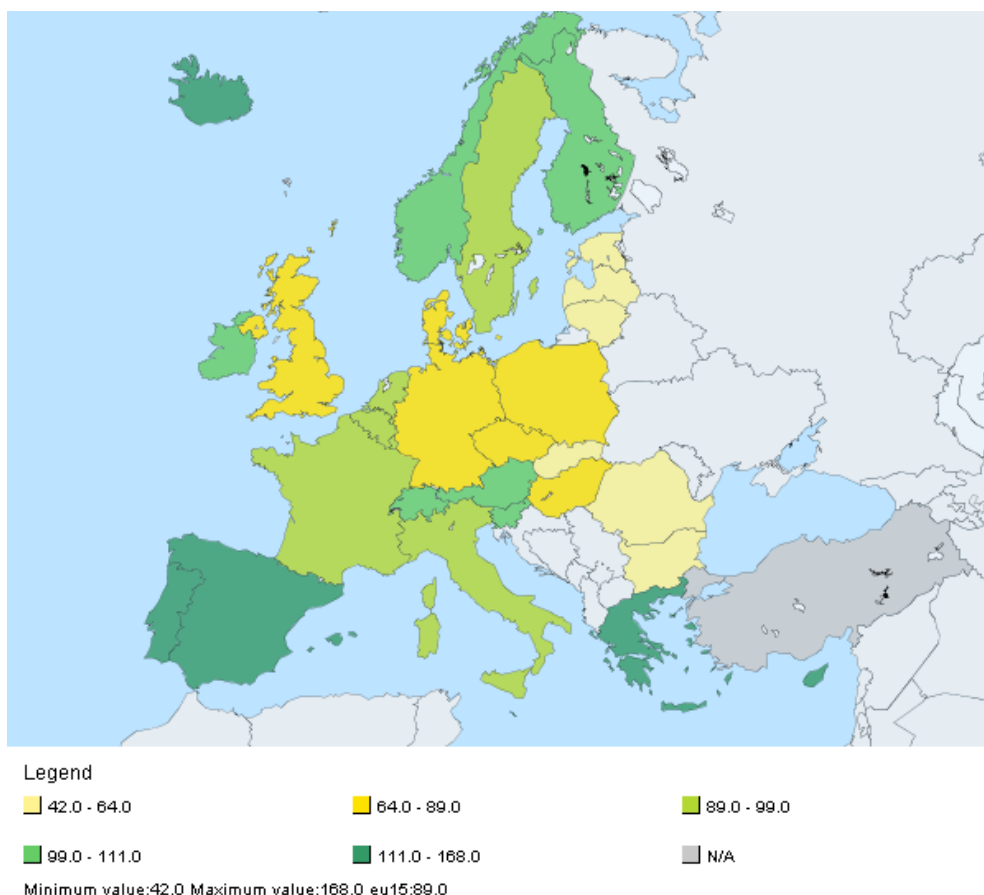 Legend
42.0 - 64.0
64.0 - 89.0
89.0 - 99.0
99.0 - 111.0
111.0 - 168.0
N/A
Minimum value:42.0 Maximum value:168.0 eu15:89.0